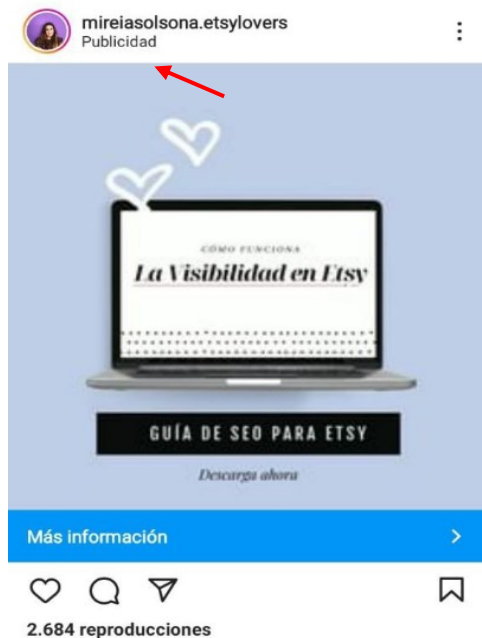 mireiasolsona.etsylovers
Publicidad
CÓMO FUNCIONA
La Visibilidad en Etsy
GUÍA DE SEO PARA ETSY
Descarga ahora
Más información
2.684 reproducciones